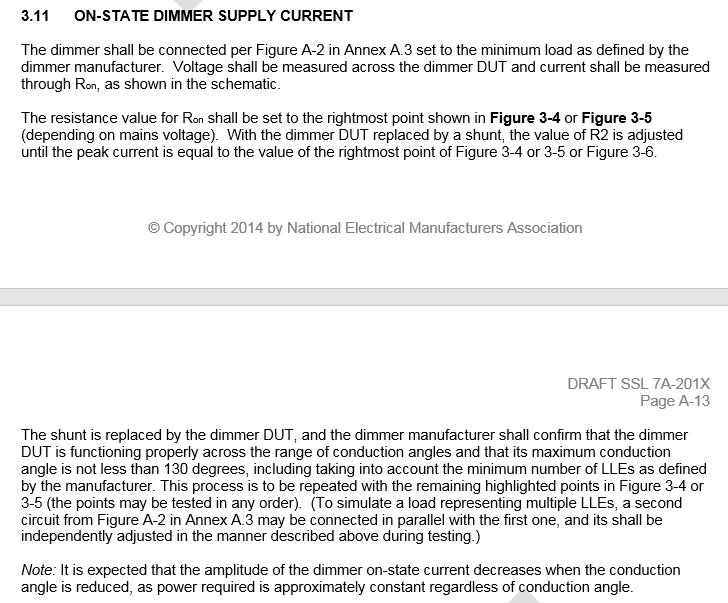 3.11 ON-STATE DIMMER SUPPLY CURRENT
The dimmer shall be connected per Figure A-2 in Annex A.3 set to the minimum load as defined by the
dimmer manufacturer. Voltage shall be measured across the dimmer DUT and current shall be measured
through Ron, as shown in the schematic.
The resistance value for Ron shall be set to the rightmost point shown in Figure 3-4 or Figure 3-5
(depending on mains voltage). With the dimmer DUT replaced by a shunt, the value of R2 is adjusted
until the peak current is equal to the value of the rightmost point of Figure 3-4 or 3-5 or Figure 3-6.
© Copyright 2014 by National Electrical Manufacturers Association
DRAFT SSL 7A-201X
Page A-13
The shunt is replaced by the dimmer DUT, and the dimmer manufacturer shall confirm that the dimmer
DUT is functioning properly across the range of conduction angles and that its maximum conduction
angle is not less than 130 degrees, including taking into account the minimum number of LLEs as defined
by the manufacturer. This process is to be repeated with the remaining highlighted points in Figure 3-4 or
3-5 (the points may be tested in any order). (To simulate a load representing multiple LLEs, a second
circuit from Figure A-2 in Annex A.3 may be connected in parallel with the first one, and its shall be
independently adjusted in the manner described above during testing.)
Note: It is expected that the amplitude of the dimmer on-state current decreases when the conduction
angle is reduced, as power required is approximately constant regardless of conduction angle.